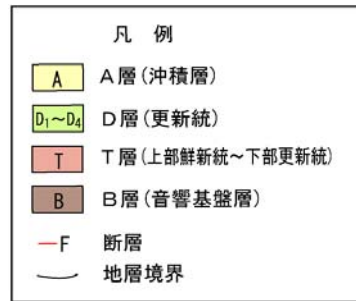 凡 例
A A層(沖積層)
D₁～D₄ D層(更新統)
T T層(上部鮮新統～下部更新統)
B B層(音響基盤層)
F 断層
地層境界